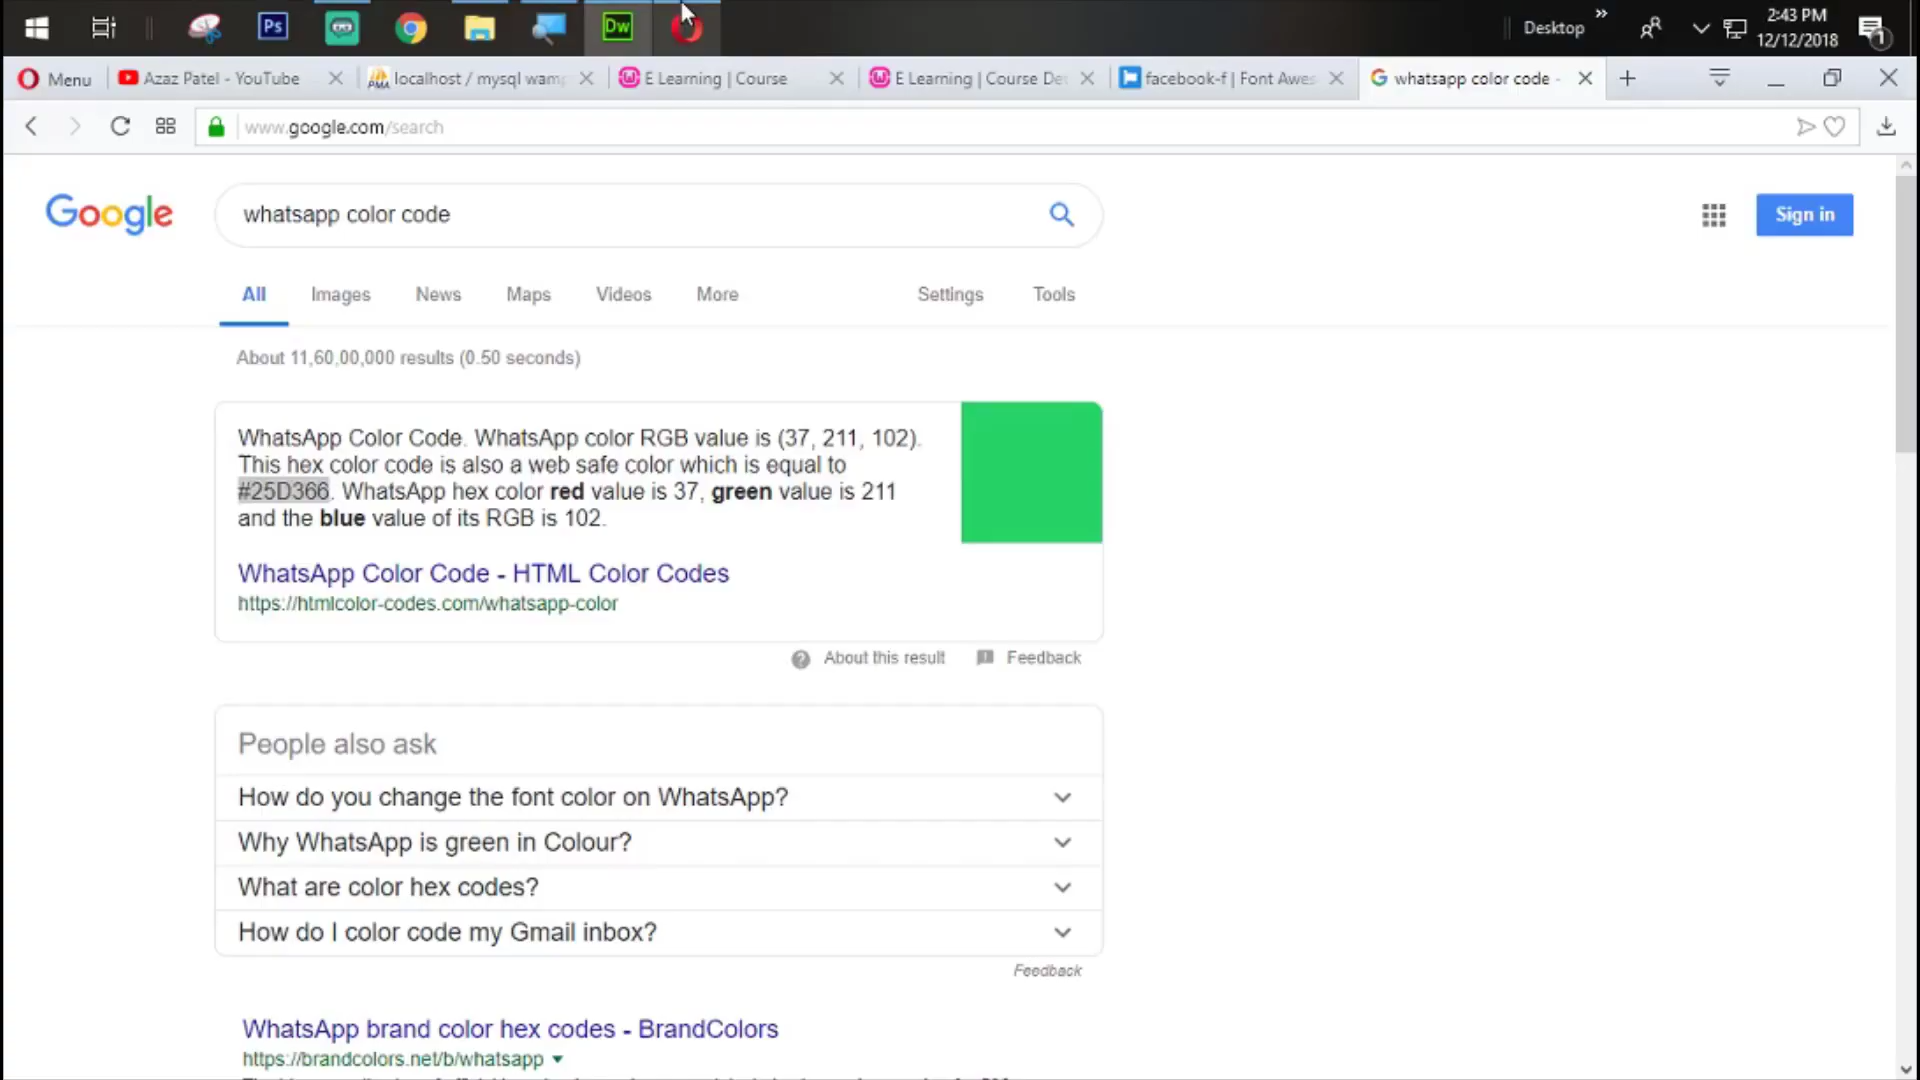 Ps
Dw
Desktop
»
2:43 PM
12/12/2018
1
Menu
Azaz Patel - YouTube
PMA
localhost / mysql wamp
E Learning | Course
E Learning | Course Det
facebook-f | Font Awes
whatsapp color code -
www.google.com/search
Google
whatsapp color code
Sign in
All
Images
News
Maps
Videos
More
Settings
Tools
About 11,60,00,000 results (0.50 seconds)
WhatsApp Color Code. WhatsApp color RGB value is (37, 211, 102).
This hex color code is also a web safe color which is equal to
#25D366. WhatsApp hex color red value is 37, green value is 211
and the blue value of its RGB is 102.
WhatsApp Color Code - HTML Color Codes
https://htmlcolor-codes.com/whatsapp-color
About this result
Feedback
People also ask
How do you change the font color on WhatsApp?
Why WhatsApp is green in Colour?
What are color hex codes?
How do I color code my Gmail inbox?
Feedback
WhatsApp brand color hex codes - BrandColors
https://brandcolors.net/b/whatsapp